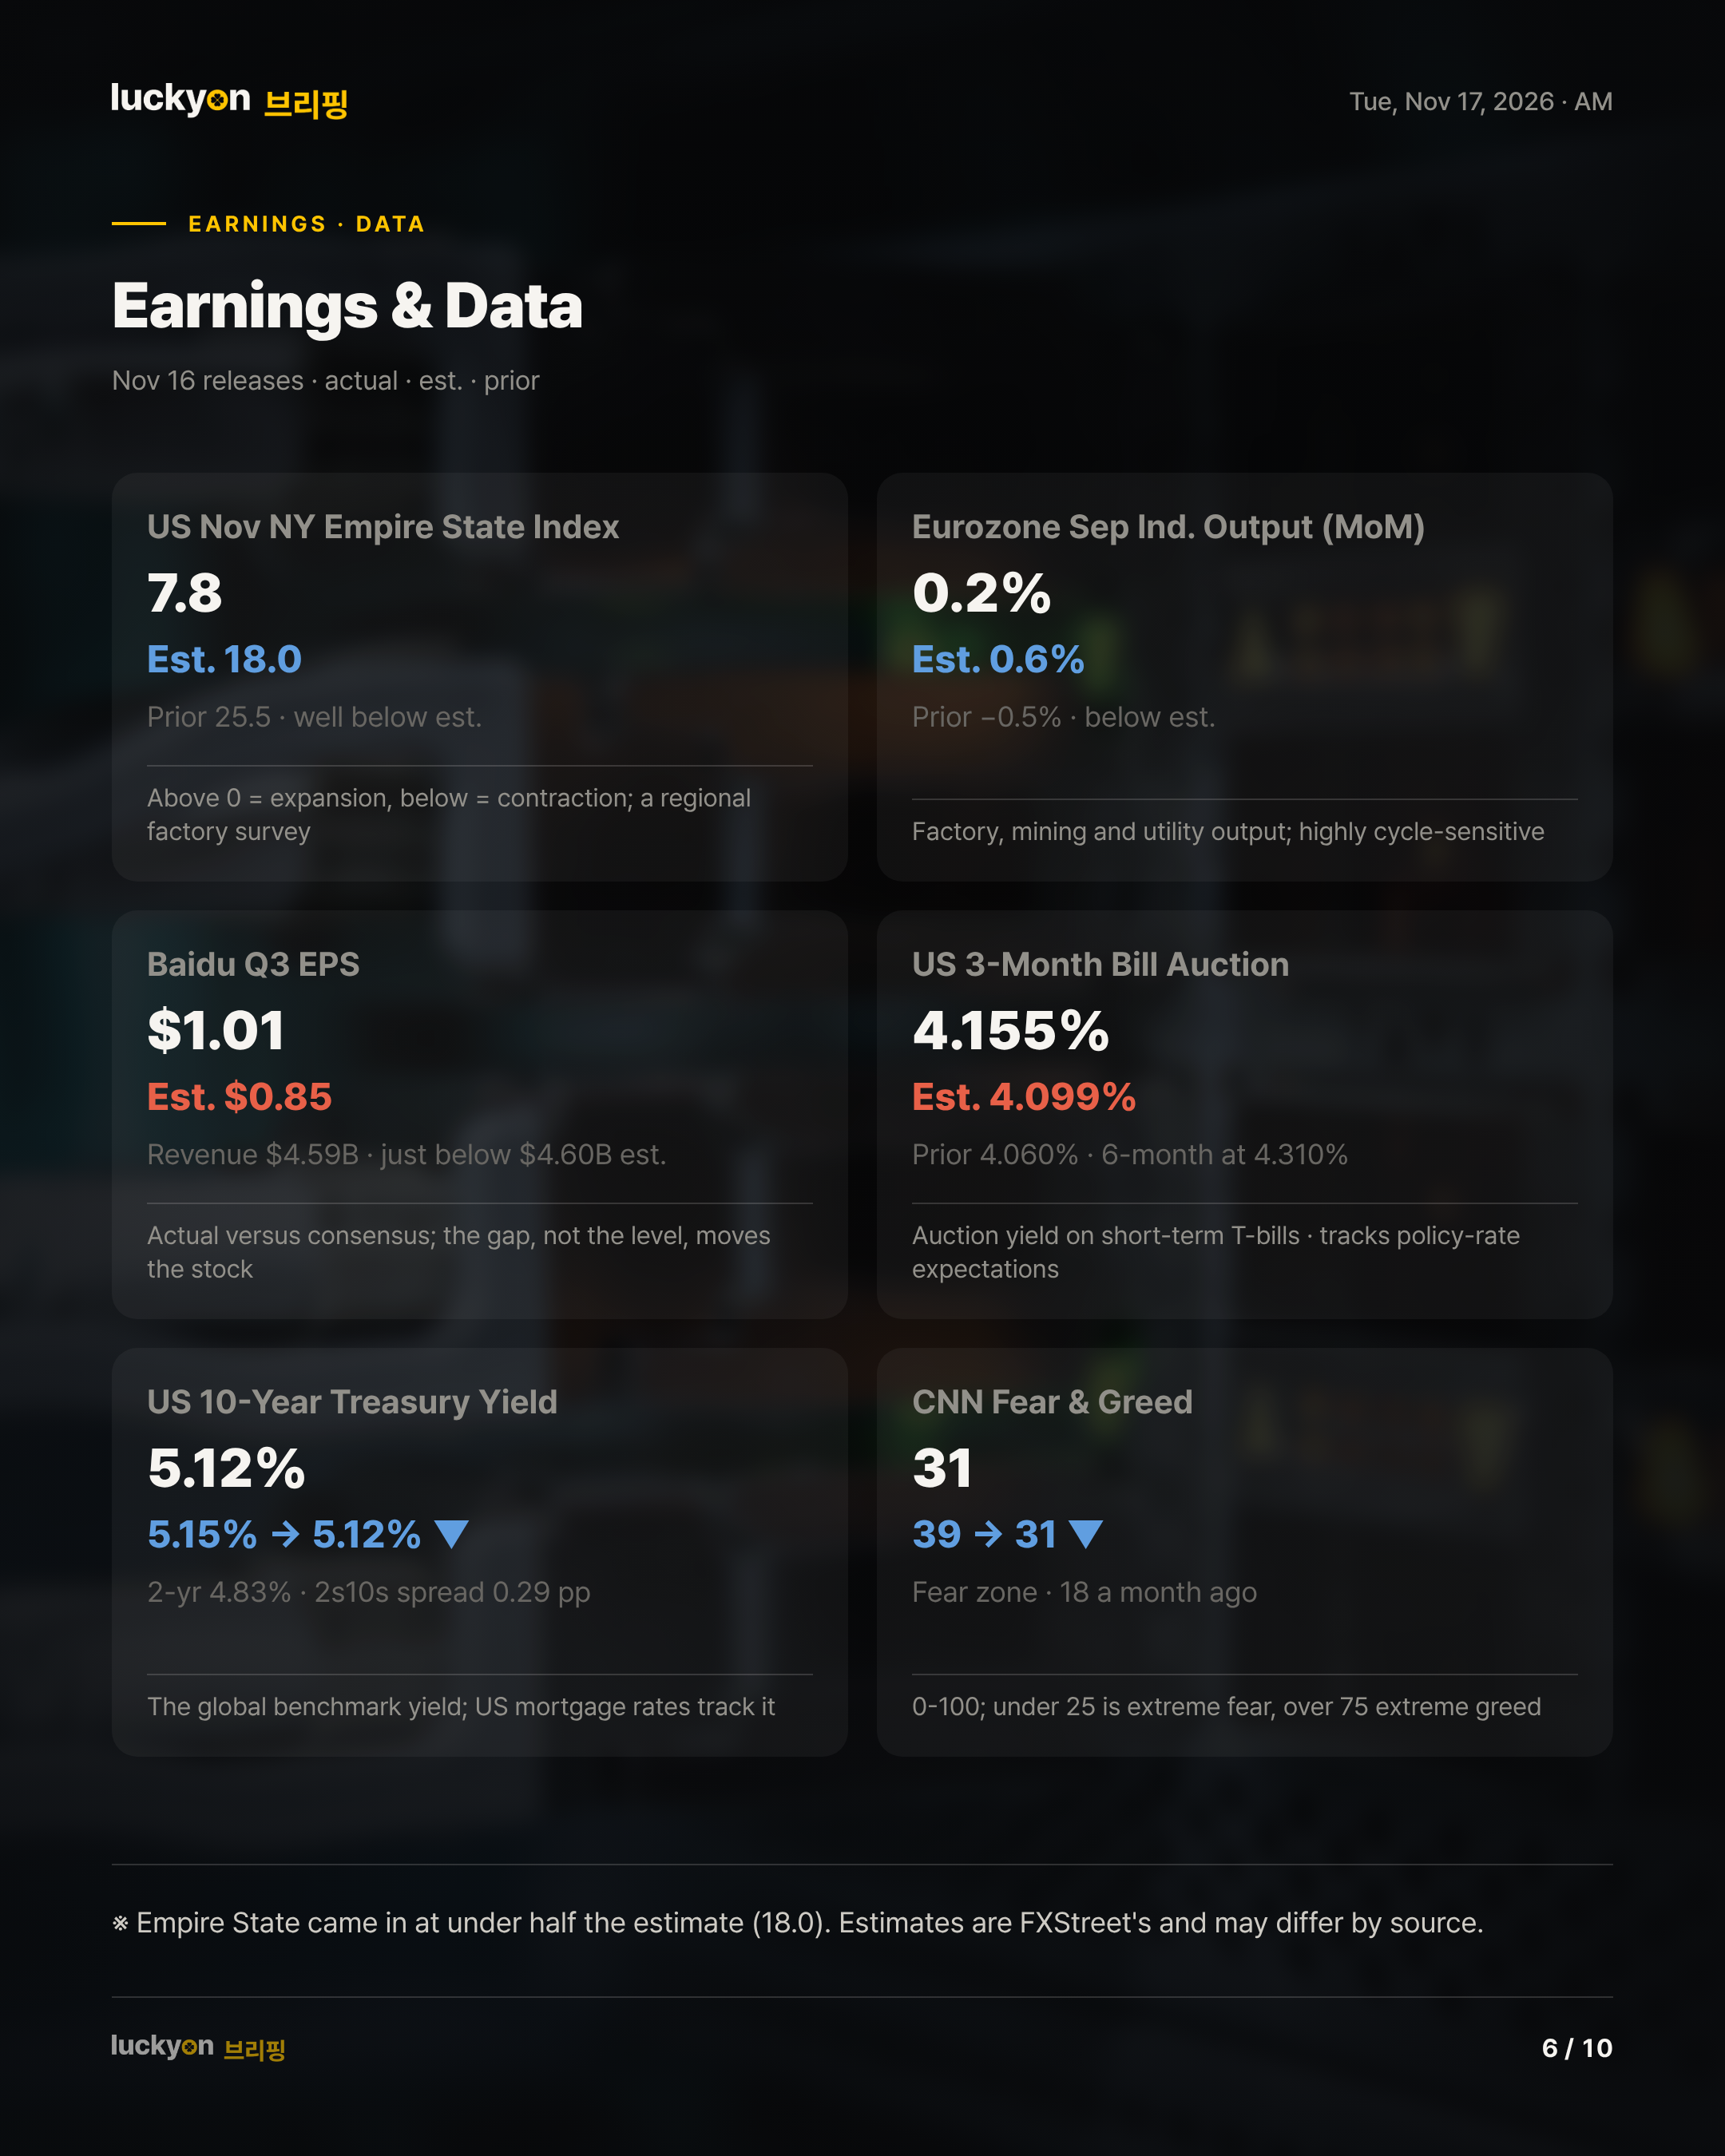 luckyon 브리핑
Tue, Nov 17, 2026 · AM
EARNINGS · DATA
Earnings & Data
Nov 16 releases · actual · est. · prior
US Nov NY Empire State Index
7.8
Est. 18.0
Prior 25.5 · well below est.
Above 0 = expansion, below = contraction; a regional
factory survey
Eurozone Sep Ind. Output (MoM)
0.2%
Est. 0.6%
Prior −0.5% · below est.
Factory, mining and utility output; highly cycle-sensitive
Baidu Q3 EPS
$1.01
Est. $0.85
Revenue $4.59B · just below $4.60B est.
Actual versus consensus; the gap, not the level, moves
the stock
US 3-Month Bill Auction
4.155%
Est. 4.099%
Prior 4.060% · 6-month at 4.310%
Auction yield on short-term T-bills · tracks policy-rate
expectations
US 10-Year Treasury Yield
5.12%
5.15% → 5.12% ▼
2-yr 4.83% · 2s10s spread 0.29 pp
The global benchmark yield; US mortgage rates track it
CNN Fear & Greed
31
39 → 31 ▼
Fear zone · 18 a month ago
0-100; under 25 is extreme fear, over 75 extreme greed
※ Empire State came in at under half the estimate (18.0). Estimates are FXStreet's and may differ by source.
luckyon 브리핑
6 / 10